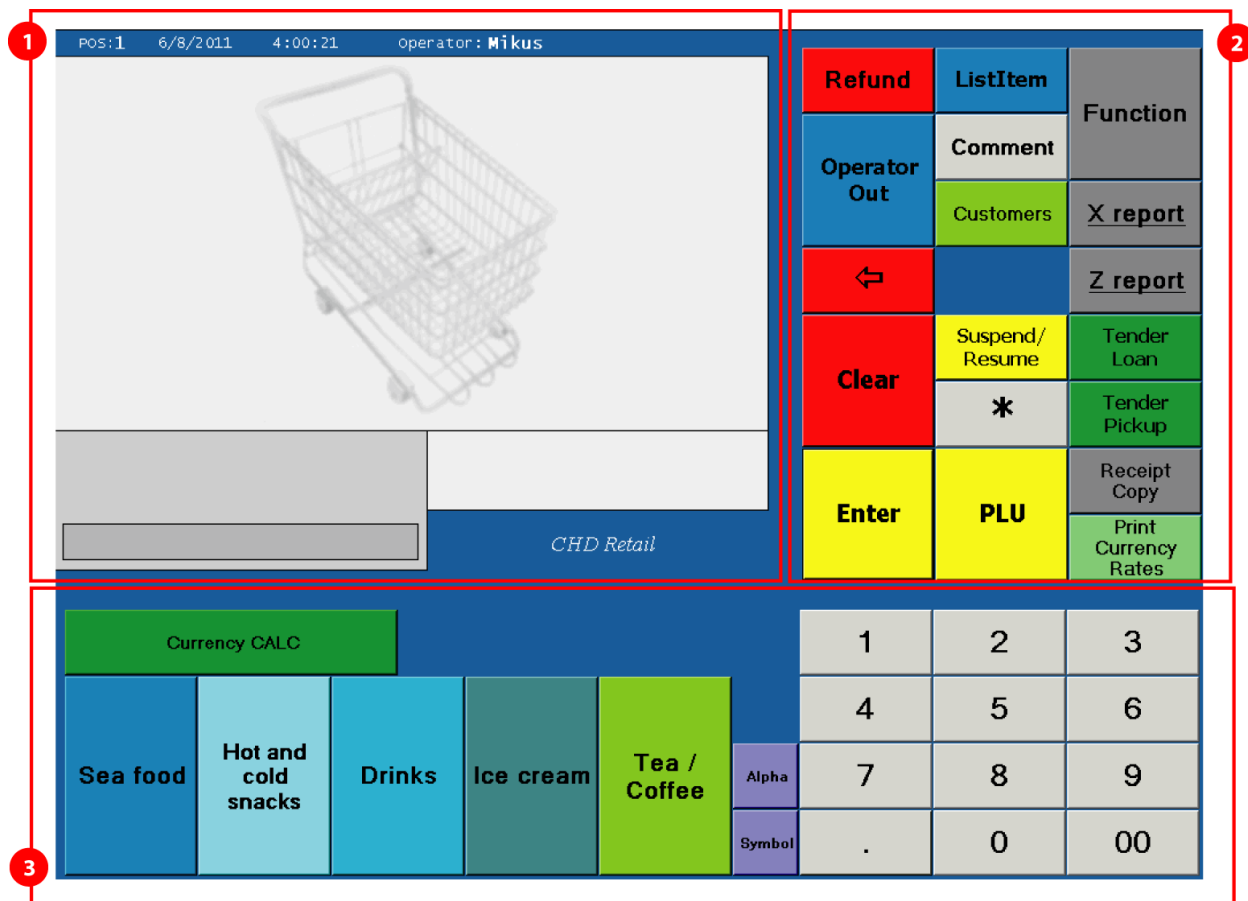 1
POS:1 6/8/2011 4:00:21 Operator: Mikus
CHD Retail
2
Refund
ListItem
Function
Operator
Out
Comment
Customers
X report
⇦
Z report
Clear
Suspend/
Resume
Tender
Loan
*
Tender
Pickup
Enter
PLU
Receipt
Copy
Print
Currency
Rates
3
Currency CALC
Sea food
Hot and
cold
snacks
Drinks
Ice cream
Tea /
Coffee
Alpha
Symbol
1 2 3
4 5 6
7 8 9
. 0 00